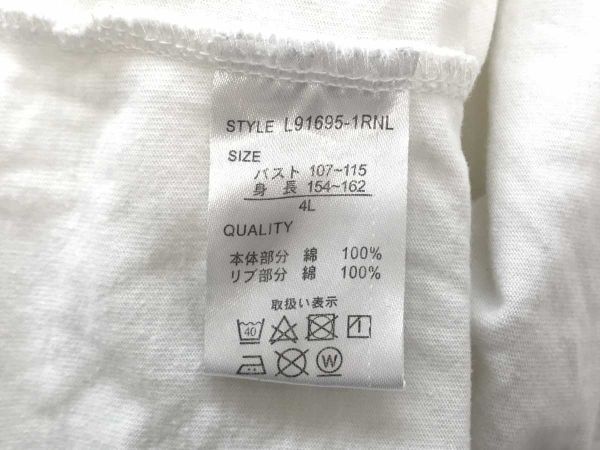 STYLE L91695-1RNL
SIZE
バスト 107~115
身 長 154~162
4L
QUALITY
本体部分 綿 100%
リブ部分 綿 100%
取扱い表示
40
W